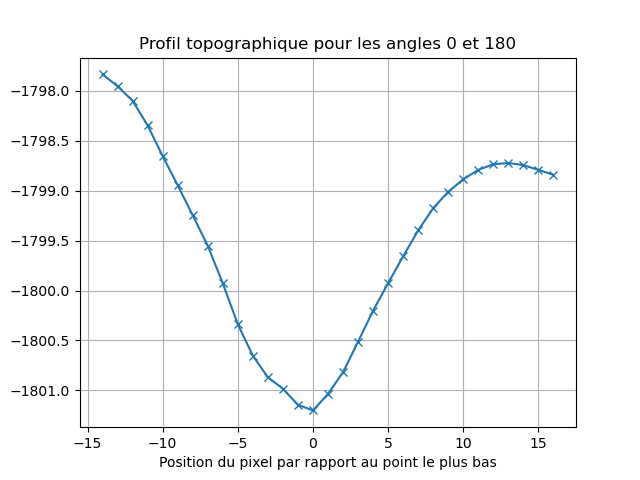 Profil topographique pour les angles 0 et 180
−1798.0
−1798.5
−1799.0
−1799.5
−1800.0
−1800.5
−1801.0
−15 −10 −5 0 5 10 15
Position du pixel par rapport au point le plus bas